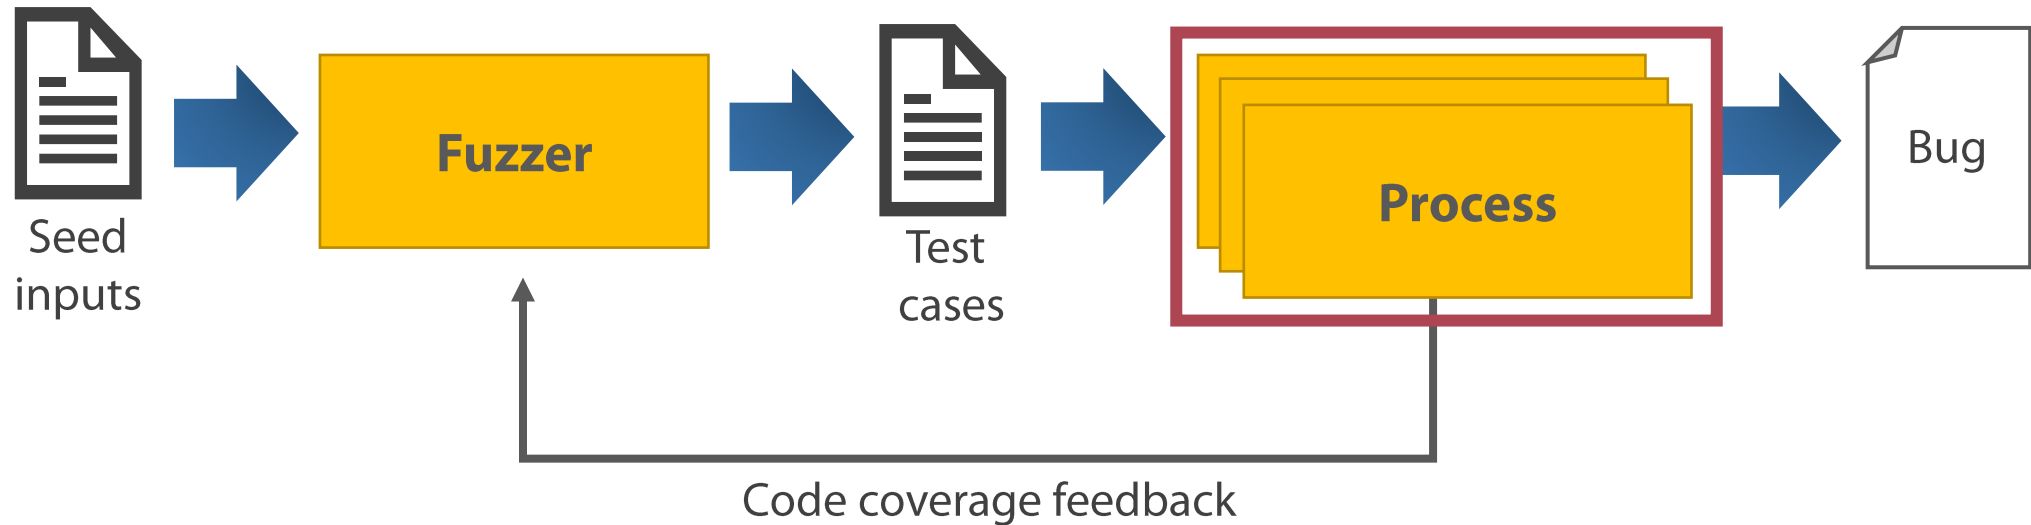 Seed
inputs
Fuzzer
Test
cases
Process
Bug
Code coverage feedback